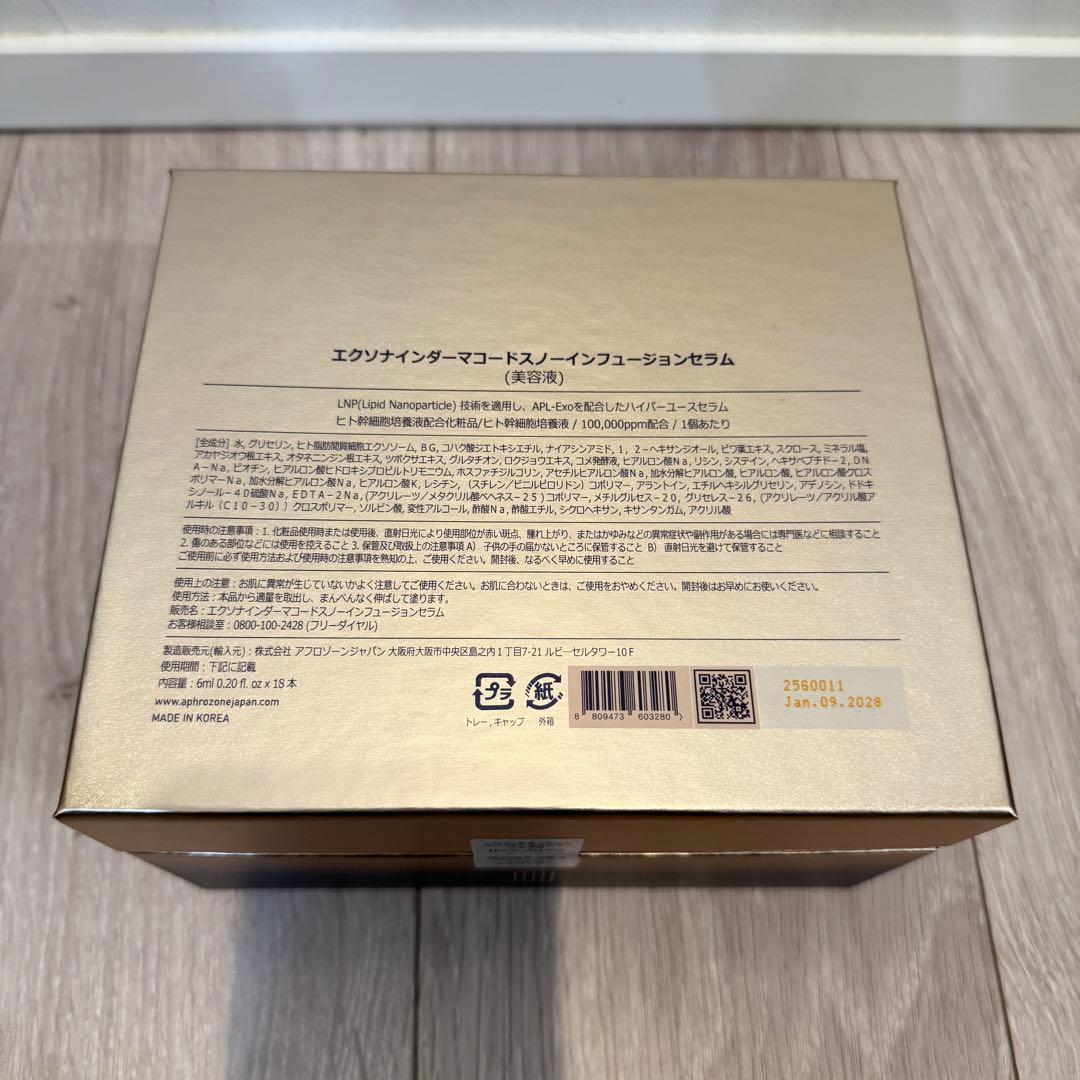 エクソナインダーマコードスノーインフュージョンセラム
(美容液)
LNP(Lipid Nanoparticle) 技術を適用し、APL-Exoを配合したハイパーユースセラム
ヒト幹細胞培養液配合化粧品/ヒト幹細胞培養液 / 100,000ppm配合 / 1個あたり
[全成分] 水, グリセリン, ヒト脂肪間質細胞エクソソーム, BG, コハク酸ジエトキシエチル, ナイアシンアミド, 1, 2-ヘキサンジオール, ビワ葉エキス, スクロース, ミネラル塩,
アカヤジオウ根エキス, オタネニンジン根エキス, ツボクサエキス, グルタチオン, ロクジョウエキス, コメ発酵液, ヒアルロン酸Na, リシン, システイン, ヘキサペプチド-2, DN
A-Na, ビオチン, ヒアルロン酸ヒドロキシプロピルトリモニウム, ホスファチジルコリン, アセチルヒアルロン酸Na, 加水分解ヒアルロン酸, ヒアルロン酸, ヒアルロン酸クロス
ポリマーNa, 加水分解ヒアルロン酸Na, ヒアルロン酸K, レシチン, (スチレン/ビニルピロリドン) コポリマー, アラントイン, エチルヘキシルグリセリン, アデノシン, ドデキ
シノール-40硫酸Na, EDTA-2Na, (アクリレーツ/メタクリル酸ベヘネス-25) コポリマー, メチルグルセス-20, グリセレス-26, (アクリレーツ/アクリル酸ア
ルキル (C10-30)) クロスポリマー, ソルビン酸, 変性アルコール, 酢酸Na, 酢酸エチル, シクロヘキサン, キサンタンガム, アクリル酸
使用時の注意事項 : 1. 化粧品使用時または使用後、直射日光により使用部位が赤い斑点、腫れ上がり、またはかゆみなどの異常症状や副作用がある場合には専門医などに相談すること
2. 傷のある部位などには使用を控えること 3. 保管及び取扱上の注意事項 A) 子供の手の届かないところに保管すること B) 直射日光を避けて保管すること
ご使用前に必ず使用方法および使用時の注意事項を熟知の上、ご使用ください。開封後、なるべく早めに使用すること
使用上の注意 : お肌に異常が生じていないかよく注意してご使用ください。お肌に合わないときは、ご使用をおやめください。開封後はお早めにお使いください。
使用方法 : 本品から適量を取出し、まんべんなく伸ばして塗ります。
販売名 : エクソナインダーマコードスノーインフュージョンセラム
お客様相談室 : 0800-100-2428 (フリーダイヤル)
製造販売元(輸入元) : 株式会社 アフロゾーンジャパン 大阪府大阪市中央区島之内1丁目7-21 ルビーセルタワー10F
使用期間 : 下記に記載
内容量 : 6ml 0.20 fl. oz x 18本
www.aphrozonejapan.com
MADE IN KOREA
プラ
トレー, キャップ
紙
外箱
8 809473 603280
2560011
Jan.09.2028